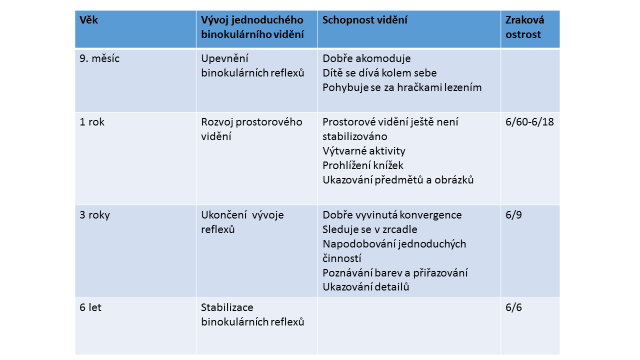 Věk
Vývoj jednoduchého
binokulárního vidění
Schopnost vidění
Zraková
ostrost
9. měsíc
Upevnění
binokulárních reflexů
Dobře akomoduje
Dítě se dívá kolem sebe
Pohybuje se za hračkami lezením
1 rok
Rozvoj prostorového
vidění
Prostorové vidění ještě není
stabilizováno
Výtvarné aktivity
Prohlížení knížek
Ukazování předmětů a obrázků
6/60-6/18
3 roky
Ukončení vývoje
reflexů
Dobře vyvinutá konvergence
Sleduje se v zrcadle
Napodobování jednoduchých
činností
Poznávání barev a přiřazování
Ukazování detailů
6/9
6 let
Stabilizace
binokulárních reflexů
6/6